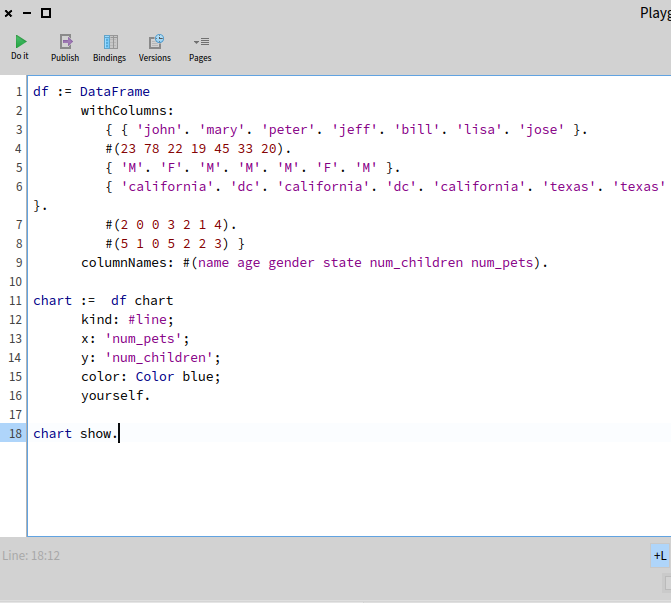 Playg
Do it Publish Bindings Versions Pages
1 df := DataFrame
2 withColumns:
3 { { 'john'. 'mary'. 'peter'. 'jeff'. 'bill'. 'lisa'. 'jose' }.
4 #(23 78 22 19 45 33 20).
5 { 'M'. 'F'. 'M'. 'M'. 'M'. 'F'. 'M' }.
6 { 'california'. 'dc'. 'california'. 'dc'. 'california'. 'texas'. 'texas'
}.
7 #(2 0 0 3 2 1 4).
8 #(5 1 0 5 2 2 3) }
9 columnNames: #(name age gender state num_children num_pets).
10
11 chart := df chart
12 kind: #line;
13 x: 'num_pets';
14 y: 'num_children';
15 color: Color blue;
16 yourself.
17
18 chart show.
Line: 18:12
+L